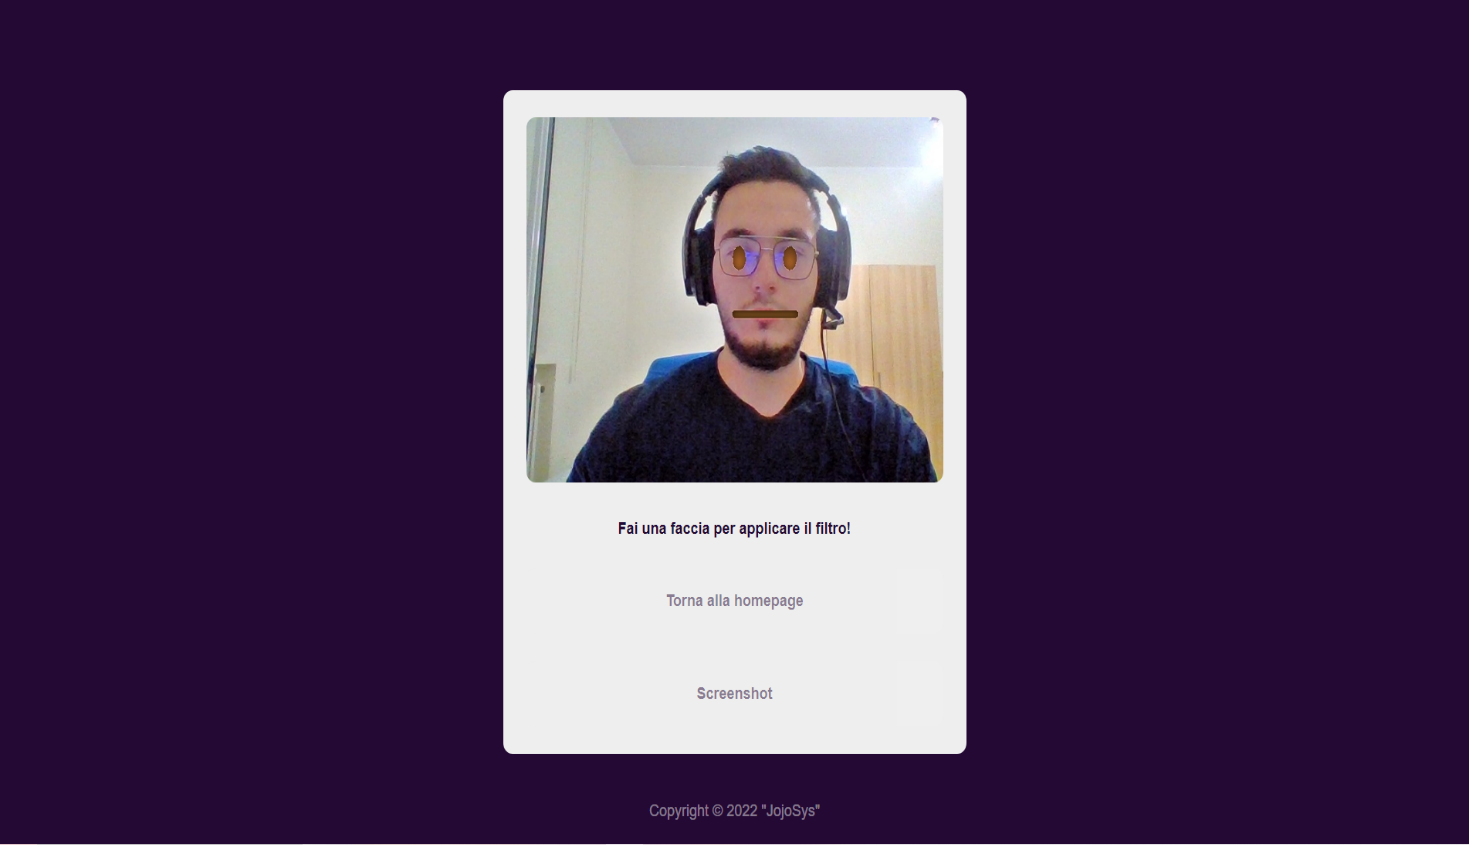 Fai una faccia per applicare il filtro!
Torna alla homepage
Screenshot
Copyright © 2022 "JojoSys"